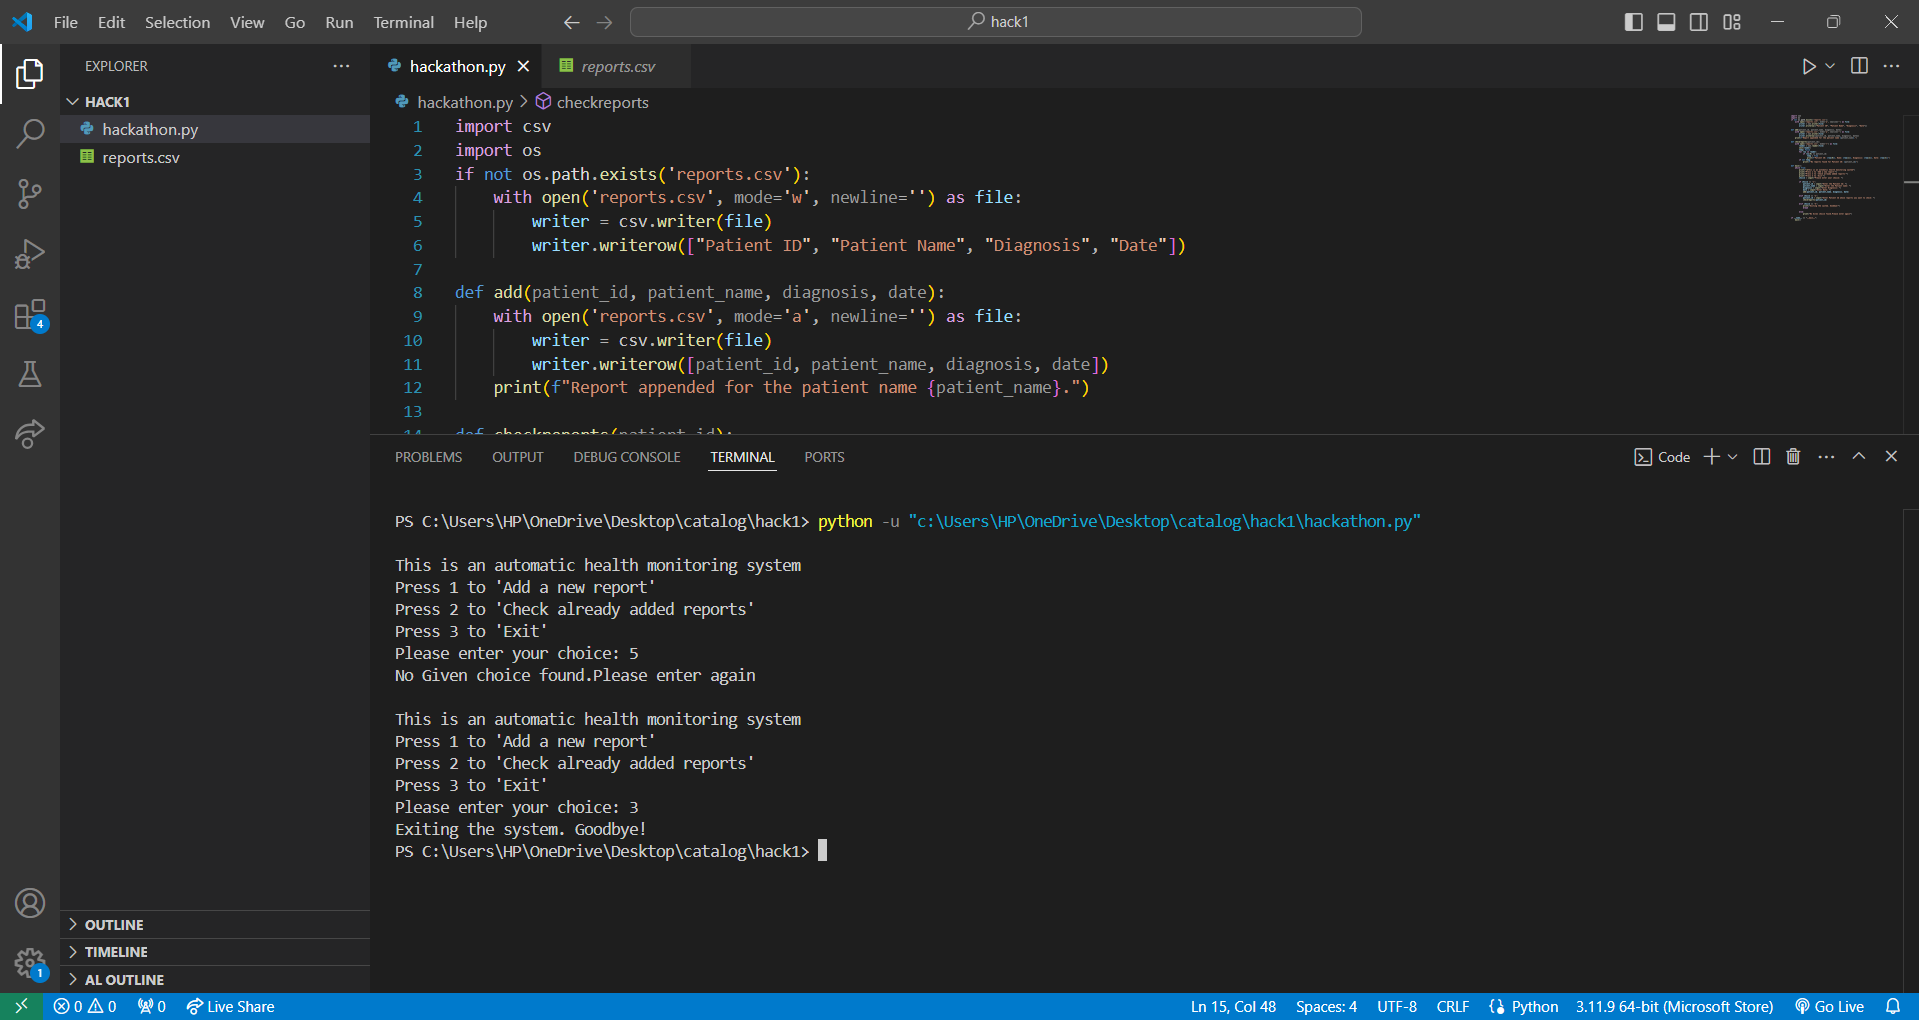 File Edit Selection View Go Run Terminal Help
hack1
EXPLORER
HACK1
hackathon.py
reports.csv
4
hackathon.py
reports.csv
hackathon.py > checkreports
1 import csv
2 import os
3 if not os.path.exists('reports.csv'):
4 with open('reports.csv', mode='w', newline='') as file:
5 writer = csv.writer(file)
6 writer.writerow(["Patient ID", "Patient Name", "Diagnosis", "Date"])
7
8 def add(patient_id, patient_name, diagnosis, date):
9 with open('reports.csv', mode='a', newline='') as file:
10 writer = csv.writer(file)
11 writer.writerow([patient_id, patient_name, diagnosis, date])
12 print(f"Report appended for the patient name {patient_name}.")
13
14 def checkreports(patient_id):
PROBLEMS OUTPUT DEBUG CONSOLE TERMINAL PORTS
Code
PS C:\Users\HP\OneDrive\Desktop\catalog\hack1> python -u "c:\Users\HP\OneDrive\Desktop\catalog\hack1\hackathon.py"
This is an automatic health monitoring system
Press 1 to 'Add a new report'
Press 2 to 'Check already added reports'
Press 3 to 'Exit'
Please enter your choice: 5
No Given choice found.Please enter again
This is an automatic health monitoring system
Press 1 to 'Add a new report'
Press 2 to 'Check already added reports'
Press 3 to 'Exit'
Please enter your choice: 3
Exiting the system. Goodbye!
PS C:\Users\HP\OneDrive\Desktop\catalog\hack1>
OUTLINE
TIMELINE
AL OUTLINE
1
0 0 0 Live Share
Ln 15, Col 48 Spaces: 4 UTF-8 CRLF Python 3.11.9 64-bit (Microsoft Store) Go Live